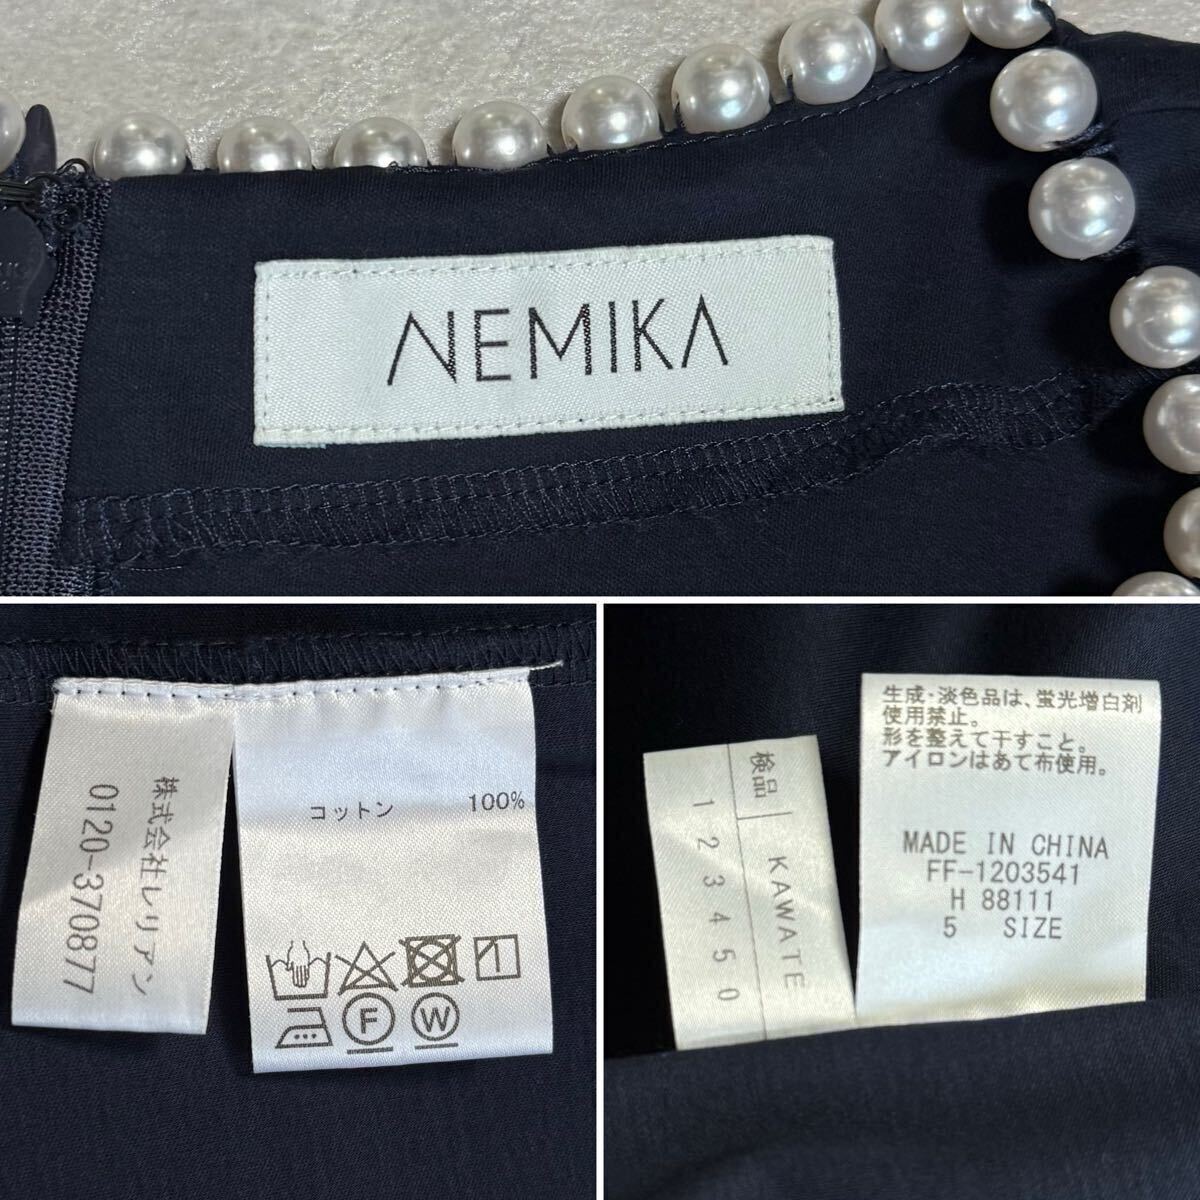 NEMIKA
株式会社レリアン
0120-370877
コットン 100%
F W
検品 KAWATE
1 2 3 4 5 0
生成・淡色品は、蛍光増白剤
使用禁止。
形を整えて干すこと。
アイロンはあて布使用。
MADE IN CHINA
FF-1203541
H 88111
5 SIZE